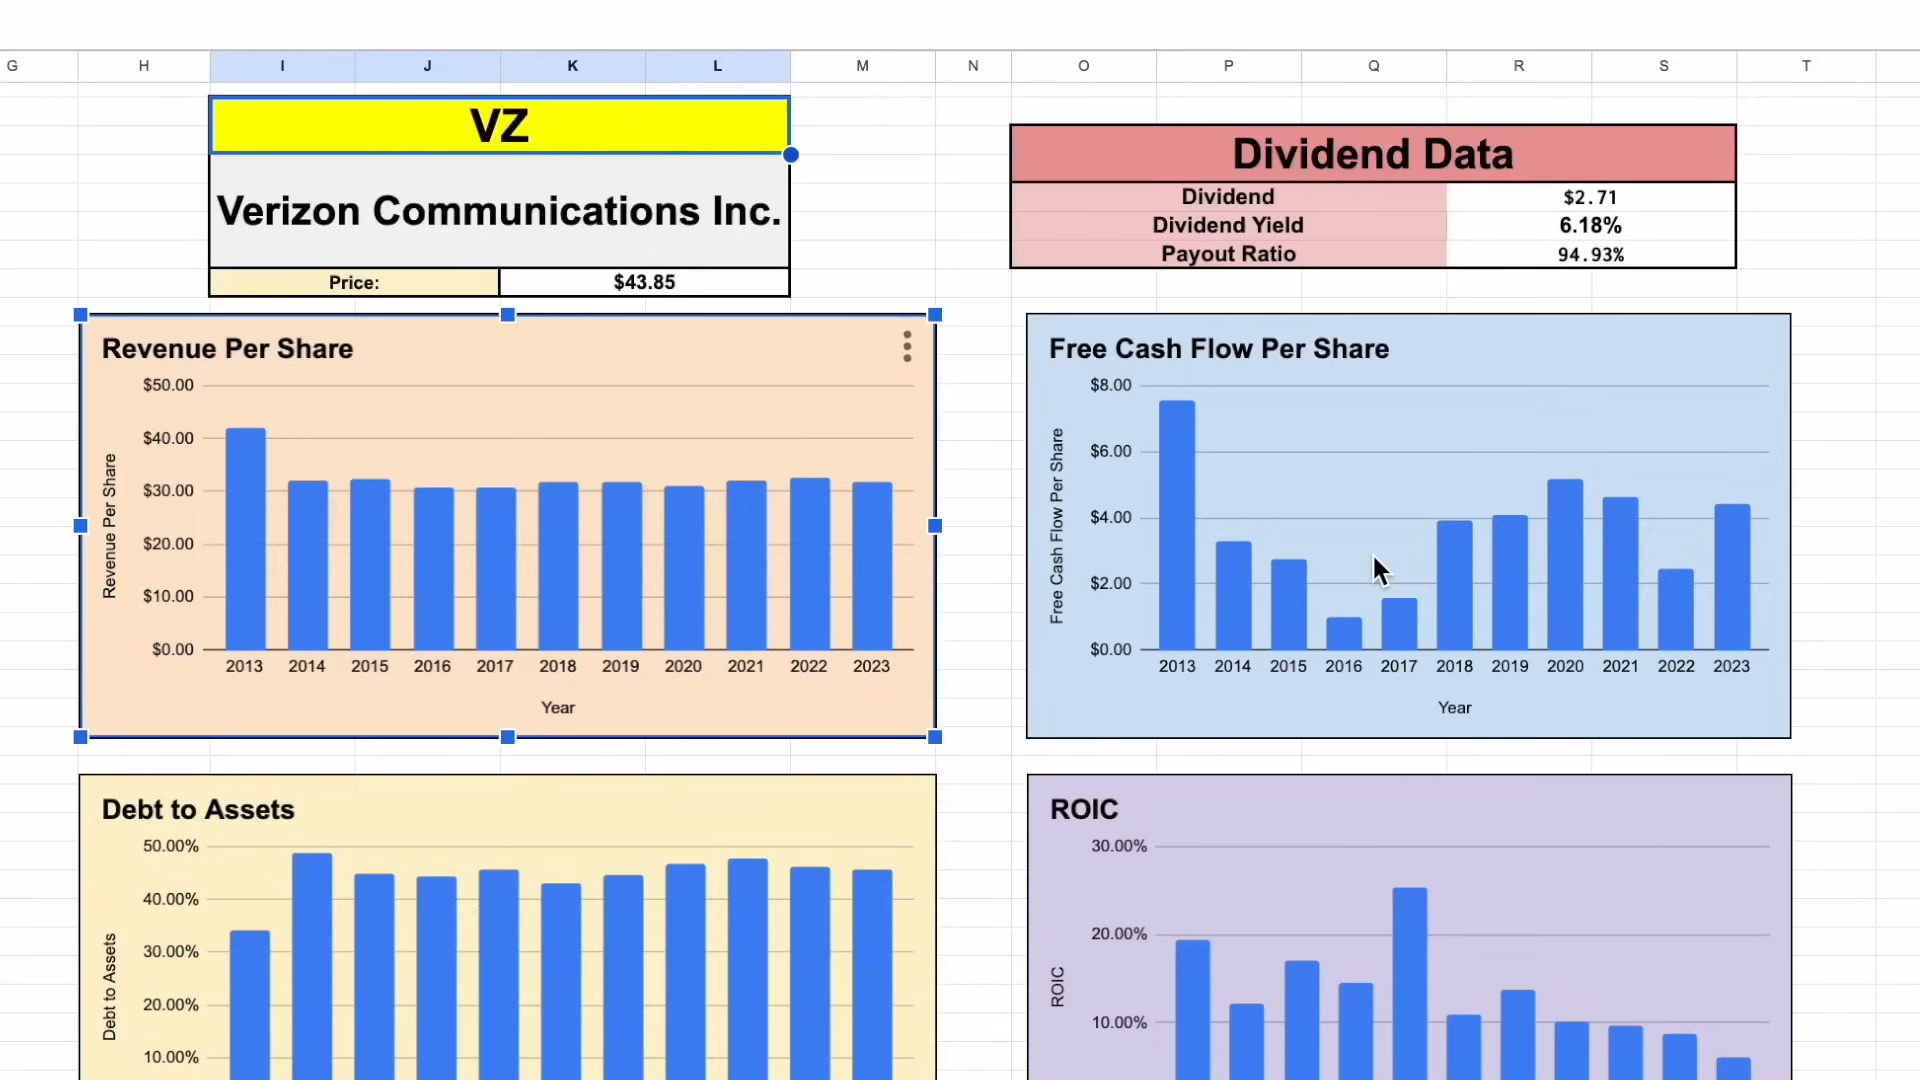 G H I J K L M N O P Q R S T
VZ
Verizon Communications Inc.
Price: $43.85
Dividend Data
Dividend $2.71
Dividend Yield 6.18%
Payout Ratio 94.93%
Revenue Per Share
Revenue Per Share
$50.00
$40.00
$30.00
$20.00
$10.00
$0.00
2013 2014 2015 2016 2017 2018 2019 2020 2021 2022 2023
Year
Free Cash Flow Per Share
Free Cash Flow Per Share
$8.00
$6.00
$4.00
$2.00
$0.00
2013 2014 2015 2016 2017 2018 2019 2020 2021 2022 2023
Year
Debt to Assets
Debt to Assets
50.00%
40.00%
30.00%
20.00%
10.00%
ROIC
ROIC
30.00%
20.00%
10.00%